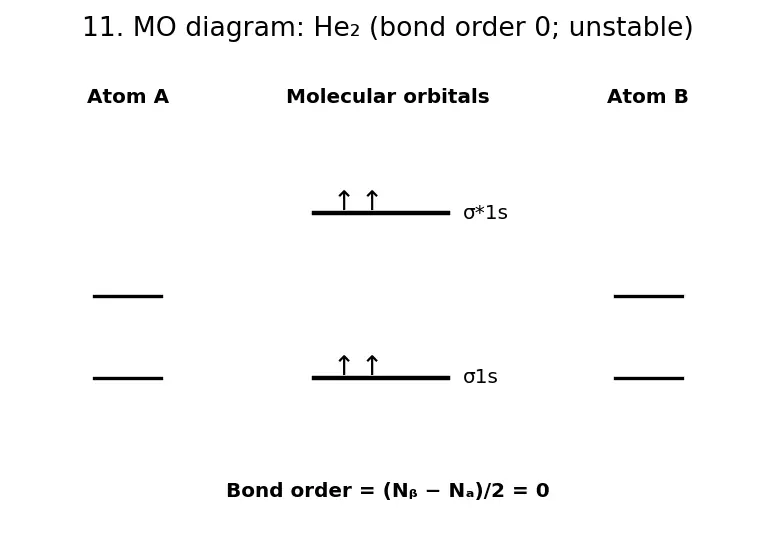 11. MO diagram: He₂ (bond order 0; unstable)
Atom A Molecular orbitals Atom B
↑ ↑ σ*1s
↑ ↑ σ1s
Bond order = (Nᵦ − Nₐ)/2 = 0